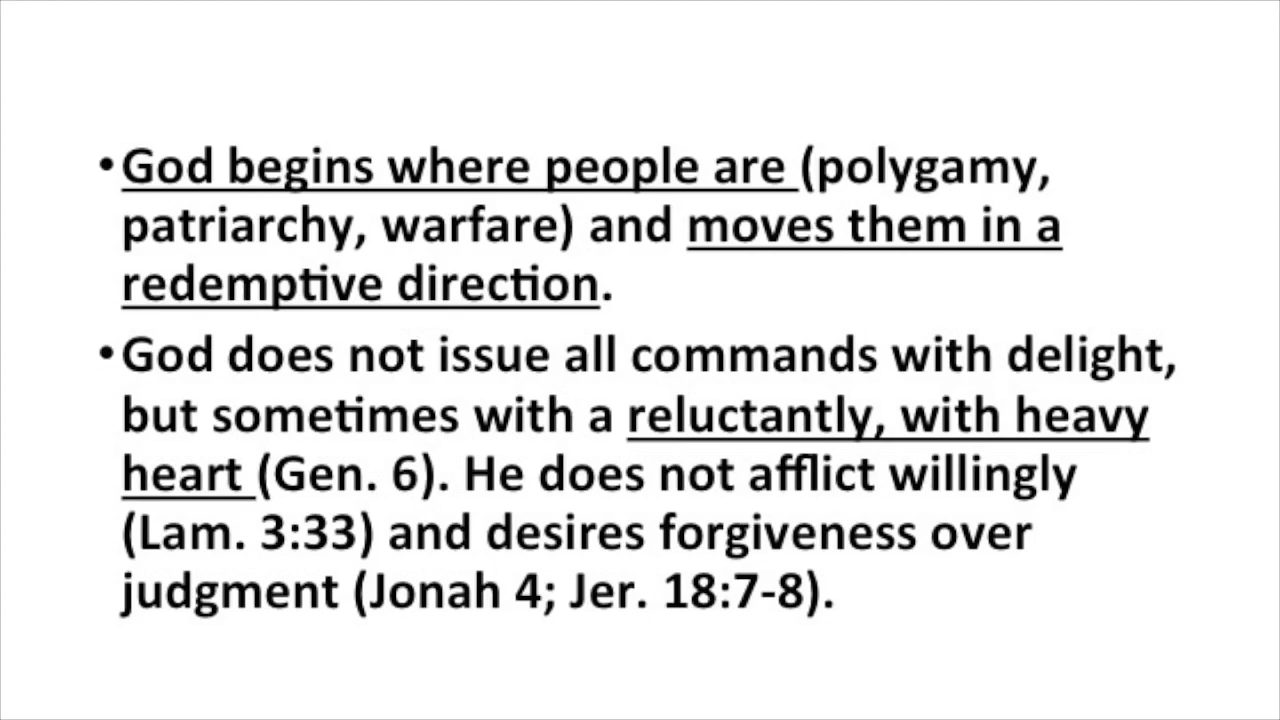 •God begins where people are (polygamy,
patriarchy, warfare) and moves them in a
redemptive direction.
•God does not issue all commands with delight,
but sometimes with a reluctantly, with heavy
heart (Gen. 6). He does not afflict willingly
(Lam. 3:33) and desires forgiveness over
judgment (Jonah 4; Jer. 18:7-8).